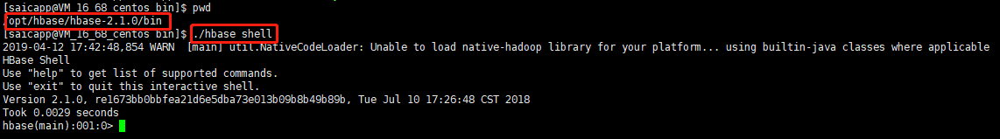 [saicapp@VM_16_68_centos bin]$ pwd
/opt/hbase/hbase-2.1.0/bin
[saicapp@VM_16_68_centos bin]$ ./hbase shell
2019-04-12 17:42:48,854 WARN  [main] util.NativeCodeLoader: Unable to load native-hadoop library for your platform... using builtin-java classes where applicable
HBase Shell
Use "help" to get list of supported commands.
Use "exit" to quit this interactive shell.
Version 2.1.0, re1673bb0bbfea21d6e5dba73e013b09b8b49b89b, Tue Jul 10 17:26:48 CST 2018
Took 0.0029 seconds
hbase(main):001:0>